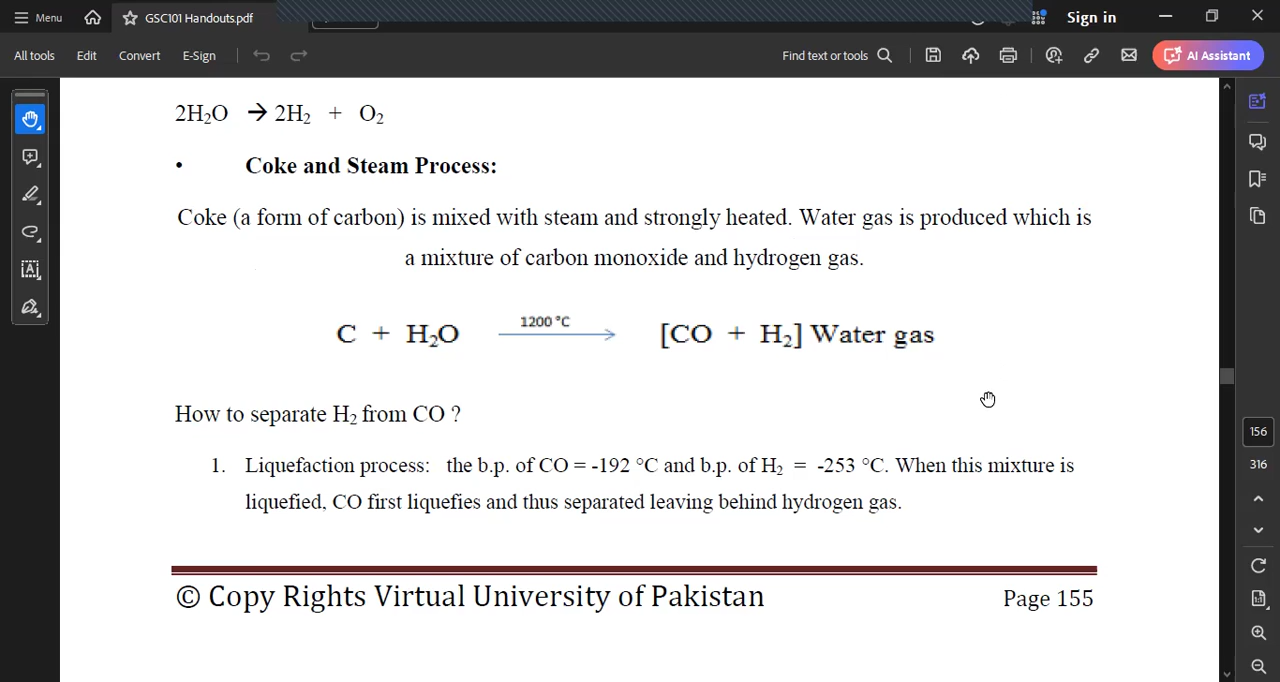 Menu
GSC101 Handouts.pdf
Sign in
All tools Edit Convert E-Sign Find text or tools AI Assistant
2H₂O → 2H₂ + O₂
• Coke and Steam Process:
Coke (a form of carbon) is mixed with steam and strongly heated. Water gas is produced which is
a mixture of carbon monoxide and hydrogen gas.
1200 °C
C + H₂O → [CO + H₂] Water gas
How to separate H₂ from CO ?
1. Liquefaction process: the b.p. of CO = -192 °C and b.p. of H₂ = -253 °C. When this mixture is
liquefied, CO first liquefies and thus separated leaving behind hydrogen gas.
© Copy Rights Virtual University of Pakistan Page 155
156
316